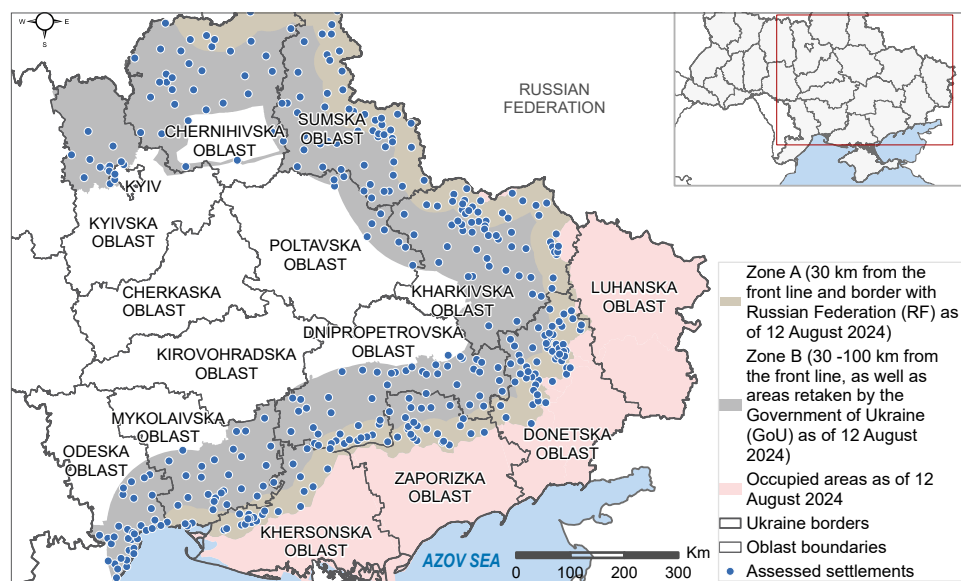 N
W
E
S
RUSSIAN
FEDERATION
CHERNIHIVSKA
OBLAST
SUMSKA
OBLAST
KYIV
KYIVSKA
OBLAST
POLTAVSKA
OBLAST
CHERKASKA
OBLAST
KHARKIVSKA
OBLAST
LUHANSKA
OBLAST
DNIPROPETROVSKA
OBLAST
KIROVOHRADSKA
OBLAST
MYKOLAIVSKA
OBLAST
ODESKA
OBLAST
DONETSKA
OBLAST
ZAPORIZKA
OBLAST
KHERSONSKA
OBLAST
AZOV SEA
Km
0 100 200 300
Zone A (30 km from the
front line and border with
Russian Federation (RF) as
of 12 August 2024)
Zone B (30 -100 km from
the front line, as well as
areas retaken by the
Government of Ukraine
(GoU) as of 12 August
2024)
Occupied areas as of 12
August 2024
Ukraine borders
Oblast boundaries
Assessed settlements